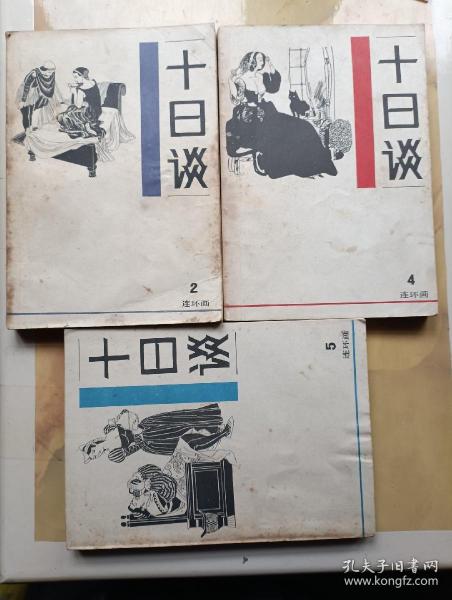 十日谈
2
连环画
十日谈
4
连环画
十日谈
5
连环画
孔夫子旧书网
www.kongfz.com